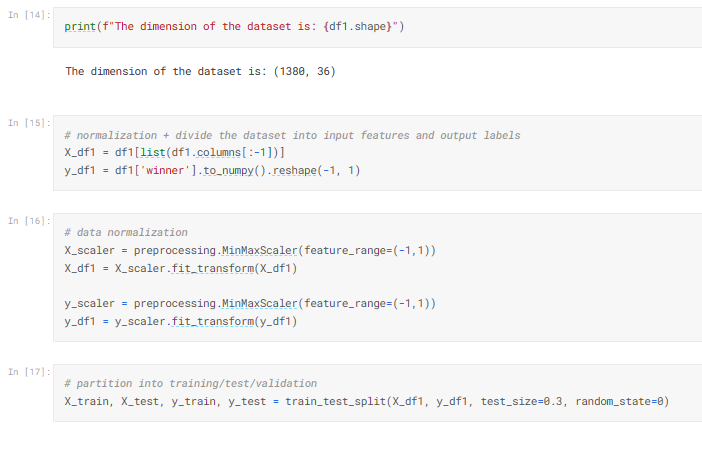 In [14]:
print(f"The dimension of the dataset is: {df1.shape}")
The dimension of the dataset is: (1380, 36)
In [15]:
# normalization + divide the dataset into input features and output labels
X_df1 = df1[list(df1.columns[:-1])]
y_df1 = df1['winner'].to_numpy().reshape(-1, 1)
In [16]:
# data normalization
X_scaler = preprocessing.MinMaxScaler(feature_range=(-1,1))
X_df1 = X_scaler.fit_transform(X_df1)
y_scaler = preprocessing.MinMaxScaler(feature_range=(-1,1))
y_df1 = y_scaler.fit_transform(y_df1)
In [17]:
# partition into training/test/validation
X_train, X_test, y_train, y_test = train_test_split(X_df1, y_df1, test_size=0.3, random_state=0)